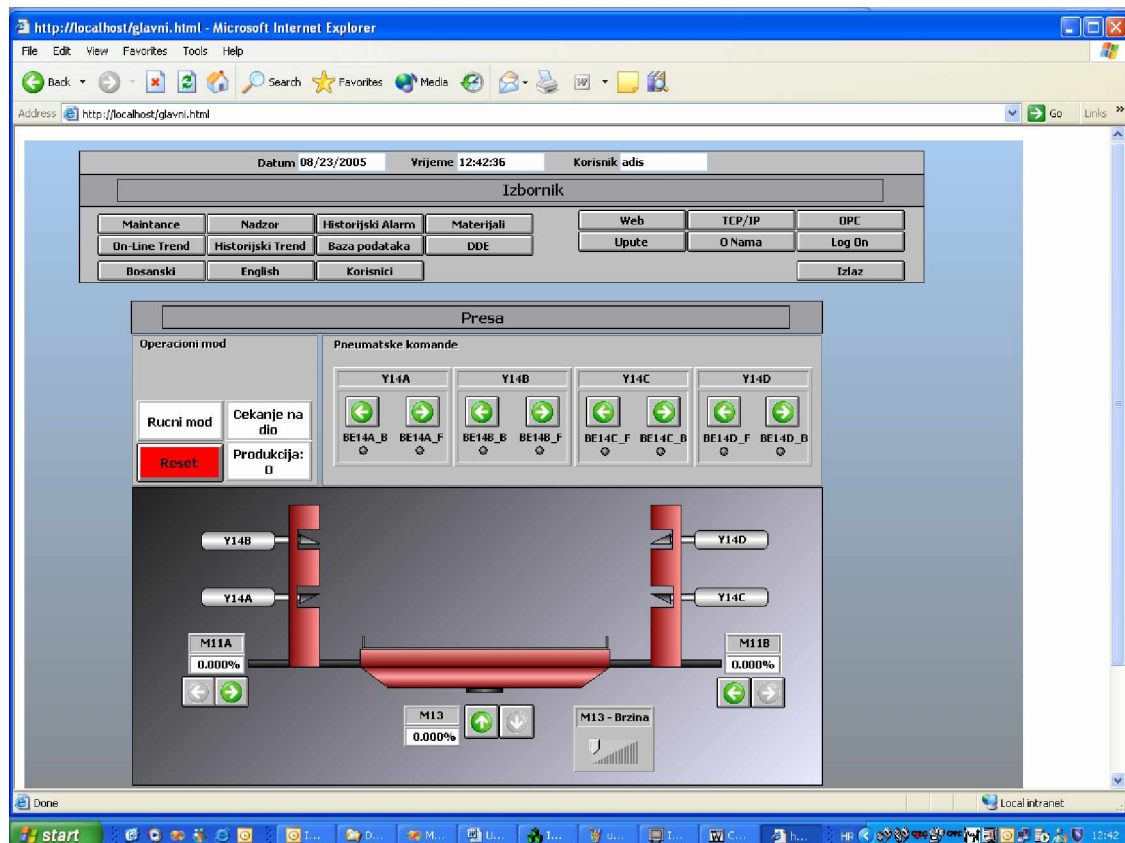 http://localhost/glavni.html - Microsoft Internet Explorer
File Edit View Favorites Tools Help
Back Search Favorites Media
Address http://localhost/glavni.html Go Links »
Datum 08/23/2005 Vrijeme 12:42:36 Korisnik adis
Izbornik
Maintance Nadzor Historijski Alarm Materijali Web TCP/IP OPC
On-Line Trend Historijski Trend Baza podataka DDE Upute O Nama Log On
Bosanski English Korisnici Izlaz
Presa
Operacioni mod Pneumatske komande
Y14A Y14B Y14C Y14D
Rucni mod Cekanje na dio
BE14A_B BE14A_F BE14B_B BE14B_F BE14C_F BE14C_B BE14D_F BE14D_B
Reset Produkcija: 0
Y14B Y14D
Y14A Y14C
M11A M11B
0.000% 0.000%
M13 M13 - Brzina
0.000%
Done Local intranet
start I... D... M... U... I... u... I... C... h... HR 12:42